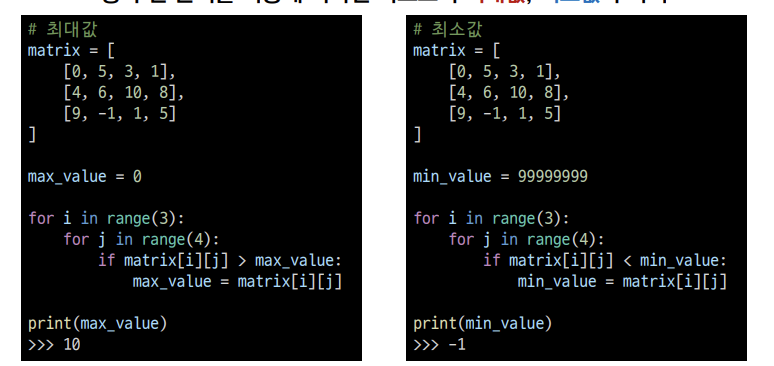 # 최대값
matrix = [
    [0, 5, 3, 1],
    [4, 6, 10, 8],
    [9, -1, 1, 5]
]
max_value = 0
for i in range(3):
    for j in range(4):
        if matrix[i][j] > max_value:
            max_value = matrix[i][j]
print(max_value)
>>> 10
# 최소값
matrix = [
    [0, 5, 3, 1],
    [4, 6, 10, 8],
    [9, -1, 1, 5]
]
min_value = 99999999
for i in range(3):
    for j in range(4):
        if matrix[i][j] < min_value:
            min_value = matrix[i][j]
print(min_value)
>>> -1